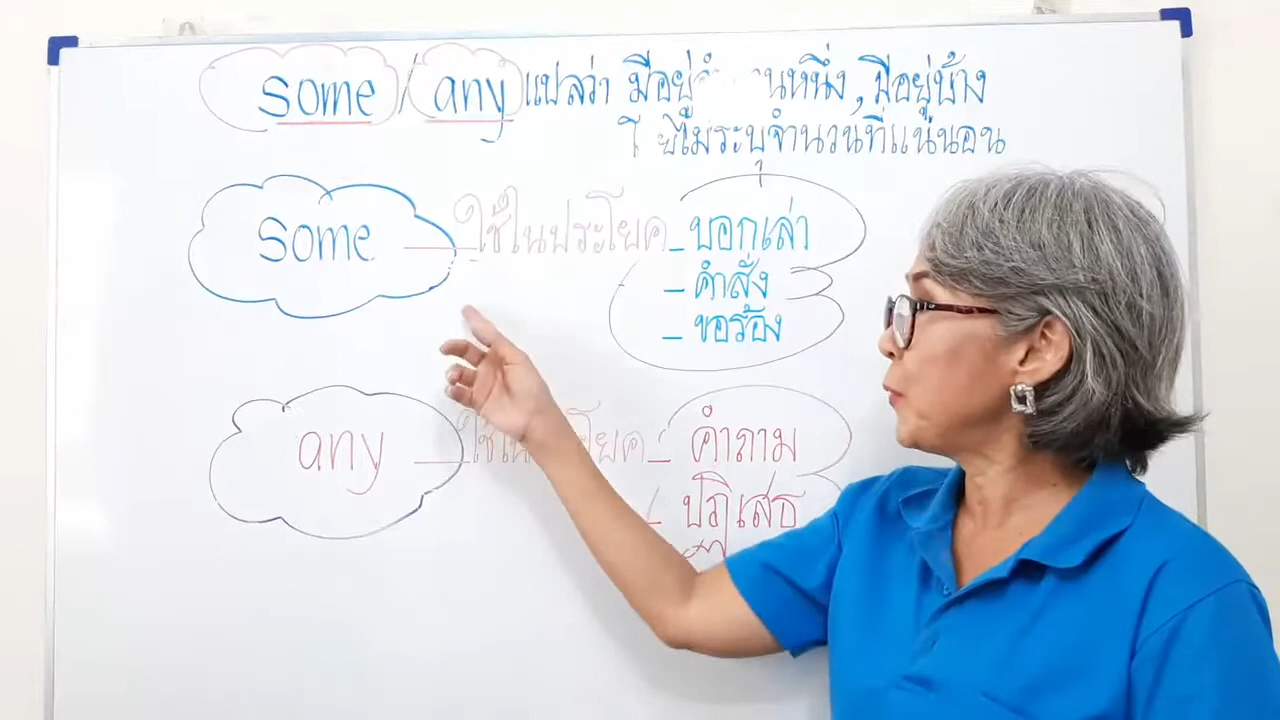 some / any แปลว่า มีอยู่ หนึ่ง, มีอยู่บ้าง
ไม่ระบุจำนวนที่แน่นอน
some ใช้ในประโยค - บอกเล่า
- คำสั่ง
- ขอร้อง
any - คำถาม
- ปฏิเสธ